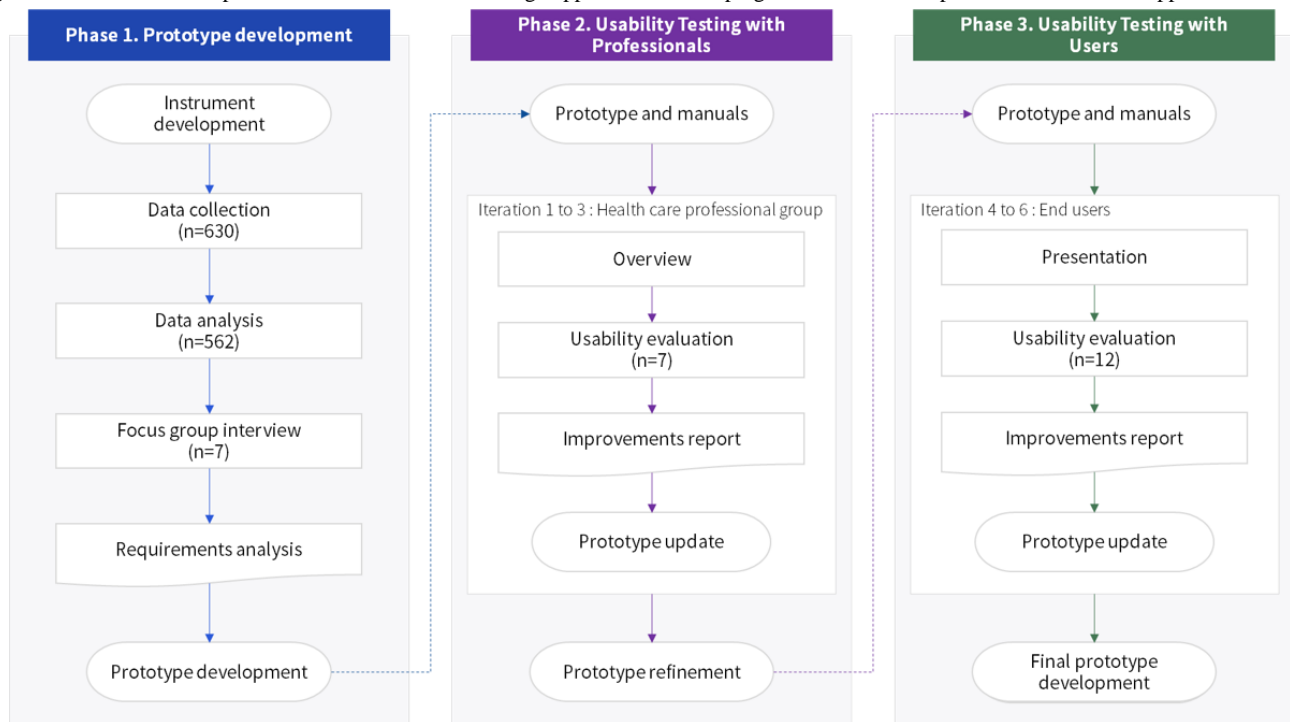 Phase 1. Prototype development
Instrument
development
Data collection
(n=630)
Data analysis
(n=562)
Focus group interview
(n=7)
Requirements analysis
Prototype development
Phase 2. Usability Testing with
Professionals
Prototype and manuals
Iteration 1 to 3 : Health care professional group
Overview
Usability evaluation
(n=7)
Improvements report
Prototype update
Prototype refinement
Phase 3. Usability Testing with
Users
Prototype and manuals
Iteration 4 to 6 : End users
Presentation
Usability evaluation
(n=12)
Improvements report
Prototype update
Final prototype
development